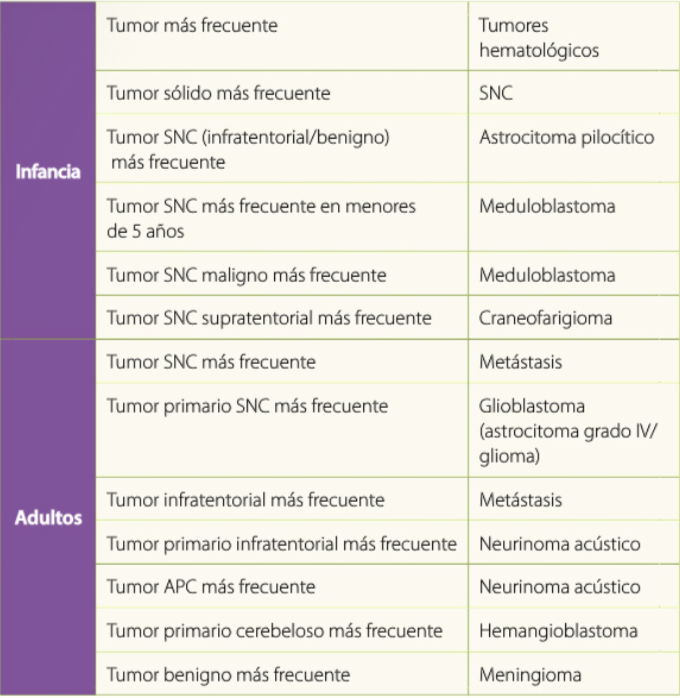 Infancia
Tumor más frecuente
Tumores
hematológicos
Tumor sólido más frecuente
SNC
Tumor SNC (infratentorial/benigno)
más frecuente
Astrocitoma pilocítico
Tumor SNC más frecuente en menores
de 5 años
Meduloblastoma
Tumor SNC maligno más frecuente
Meduloblastoma
Tumor SNC supratentorial más frecuente
Craneofarigioma
Adultos
Tumor SNC más frecuente
Metástasis
Tumor primario SNC más frecuente
Glioblastoma
(astrocitoma grado IV/
glioma)
Tumor infratentorial más frecuente
Metástasis
Tumor primario infratentorial más frecuente
Neurinoma acústico
Tumor APC más frecuente
Neurinoma acústico
Tumor primario cerebeloso más frecuente
Hemangioblastoma
Tumor benigno más frecuente
Meningioma